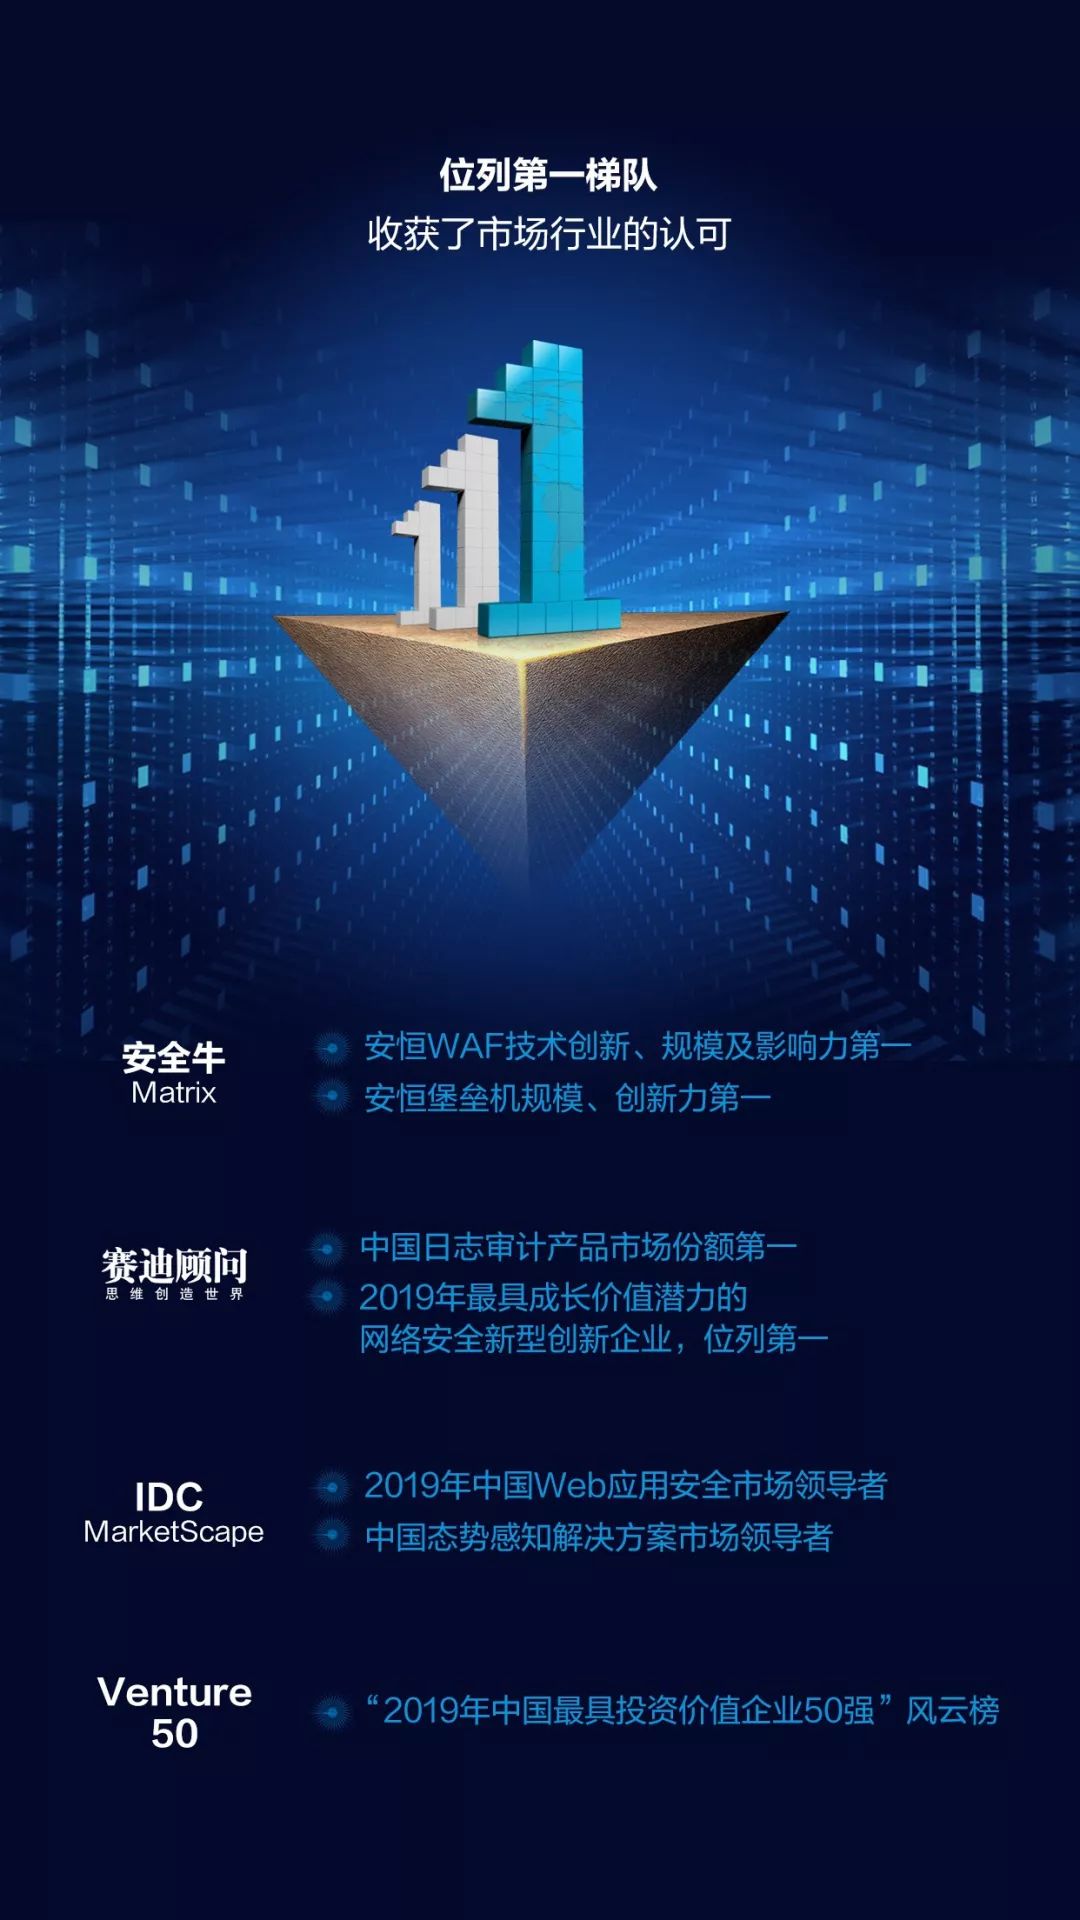 位列第一梯队
收获了市场行业的认可
安全牛
Matrix
安恒WAF技术创新、规模及影响力第一
安恒堡垒机规模、创新力第一
赛迪顾问
思维创造世界
中国日志审计产品市场份额第一
2019年最具成长价值潜力的
网络安全新型创新企业，位列第一
IDC
MarketScape
2019年中国Web应用安全市场领导者
中国态势感知解决方案市场领导者
Venture
50
“2019年中国最具投资价值企业50强”风云榜